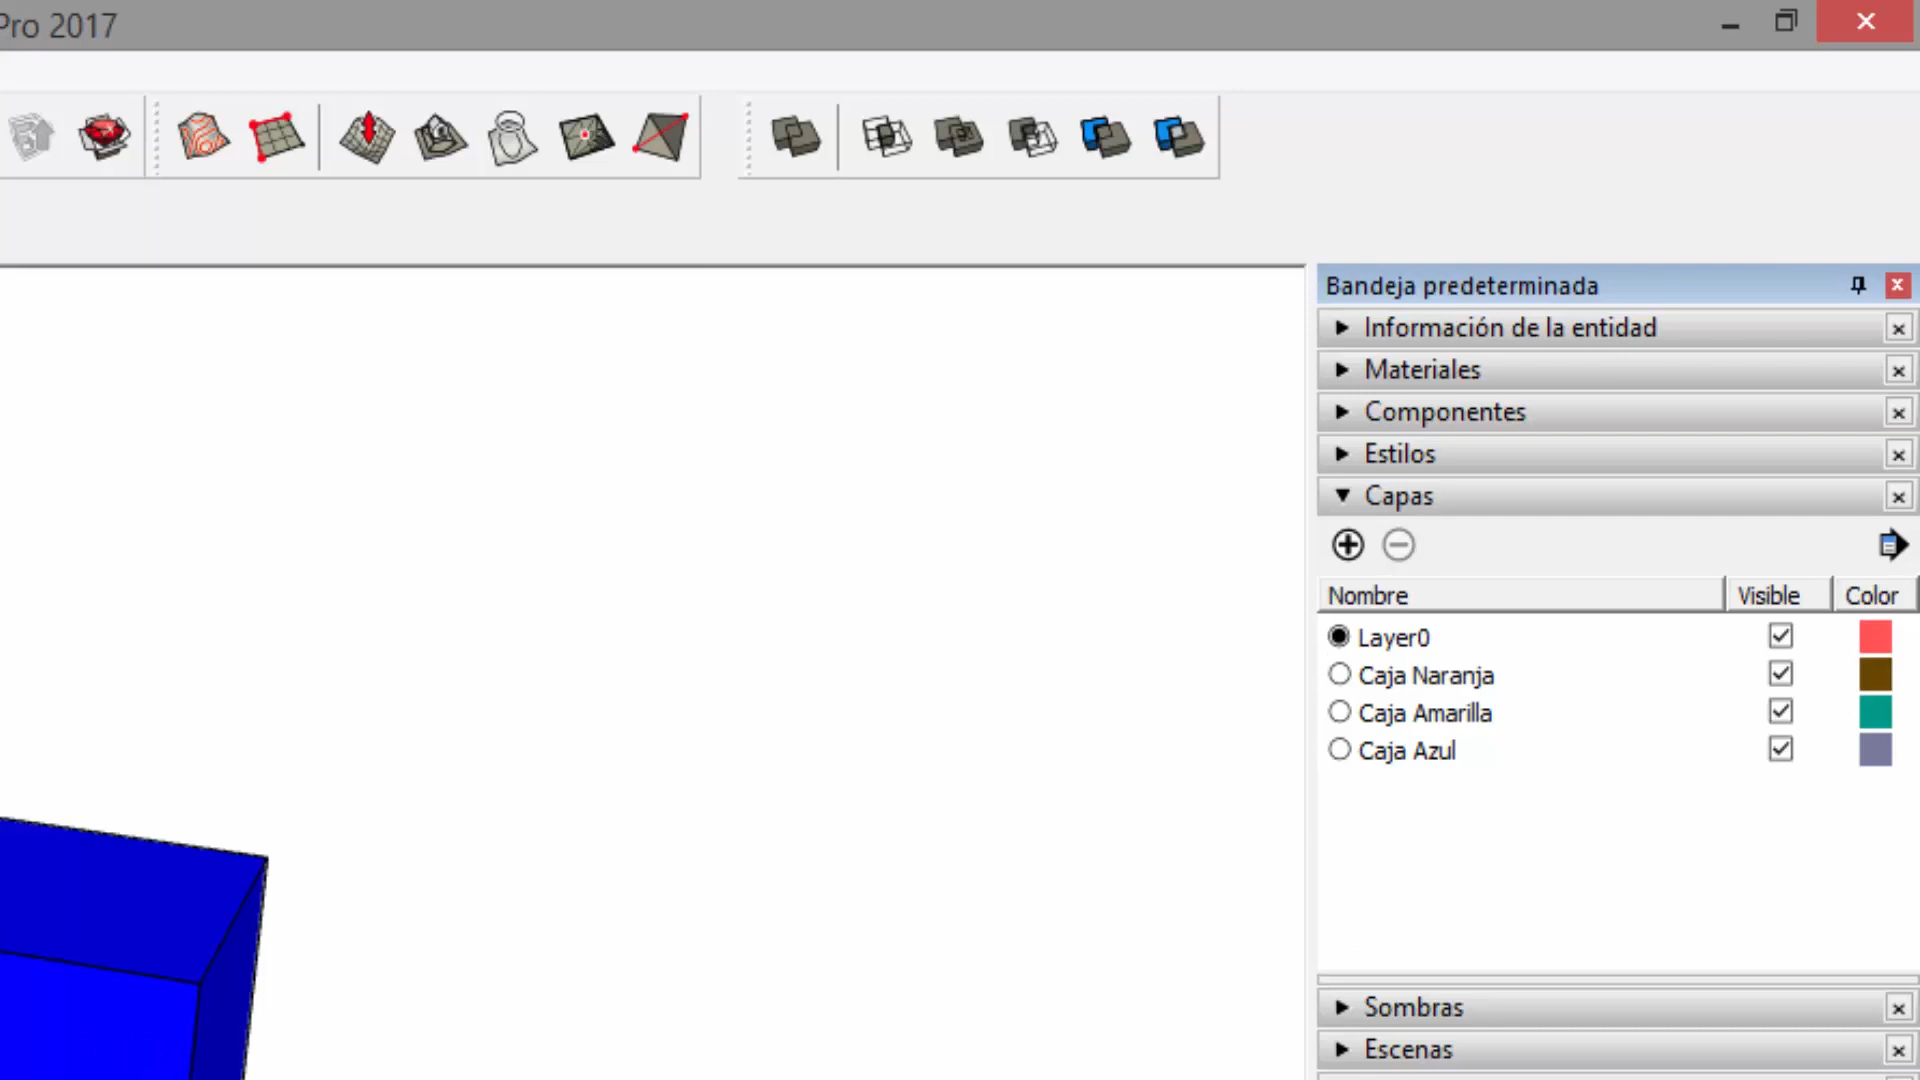 Pro 2017
Bandeja predeterminada
Información de la entidad
Materiales
Componentes
Estilos
Capas
Nombre Visible Color
Layer0
Caja Naranja
Caja Amarilla
Caja Azul
Sombras
Escenas